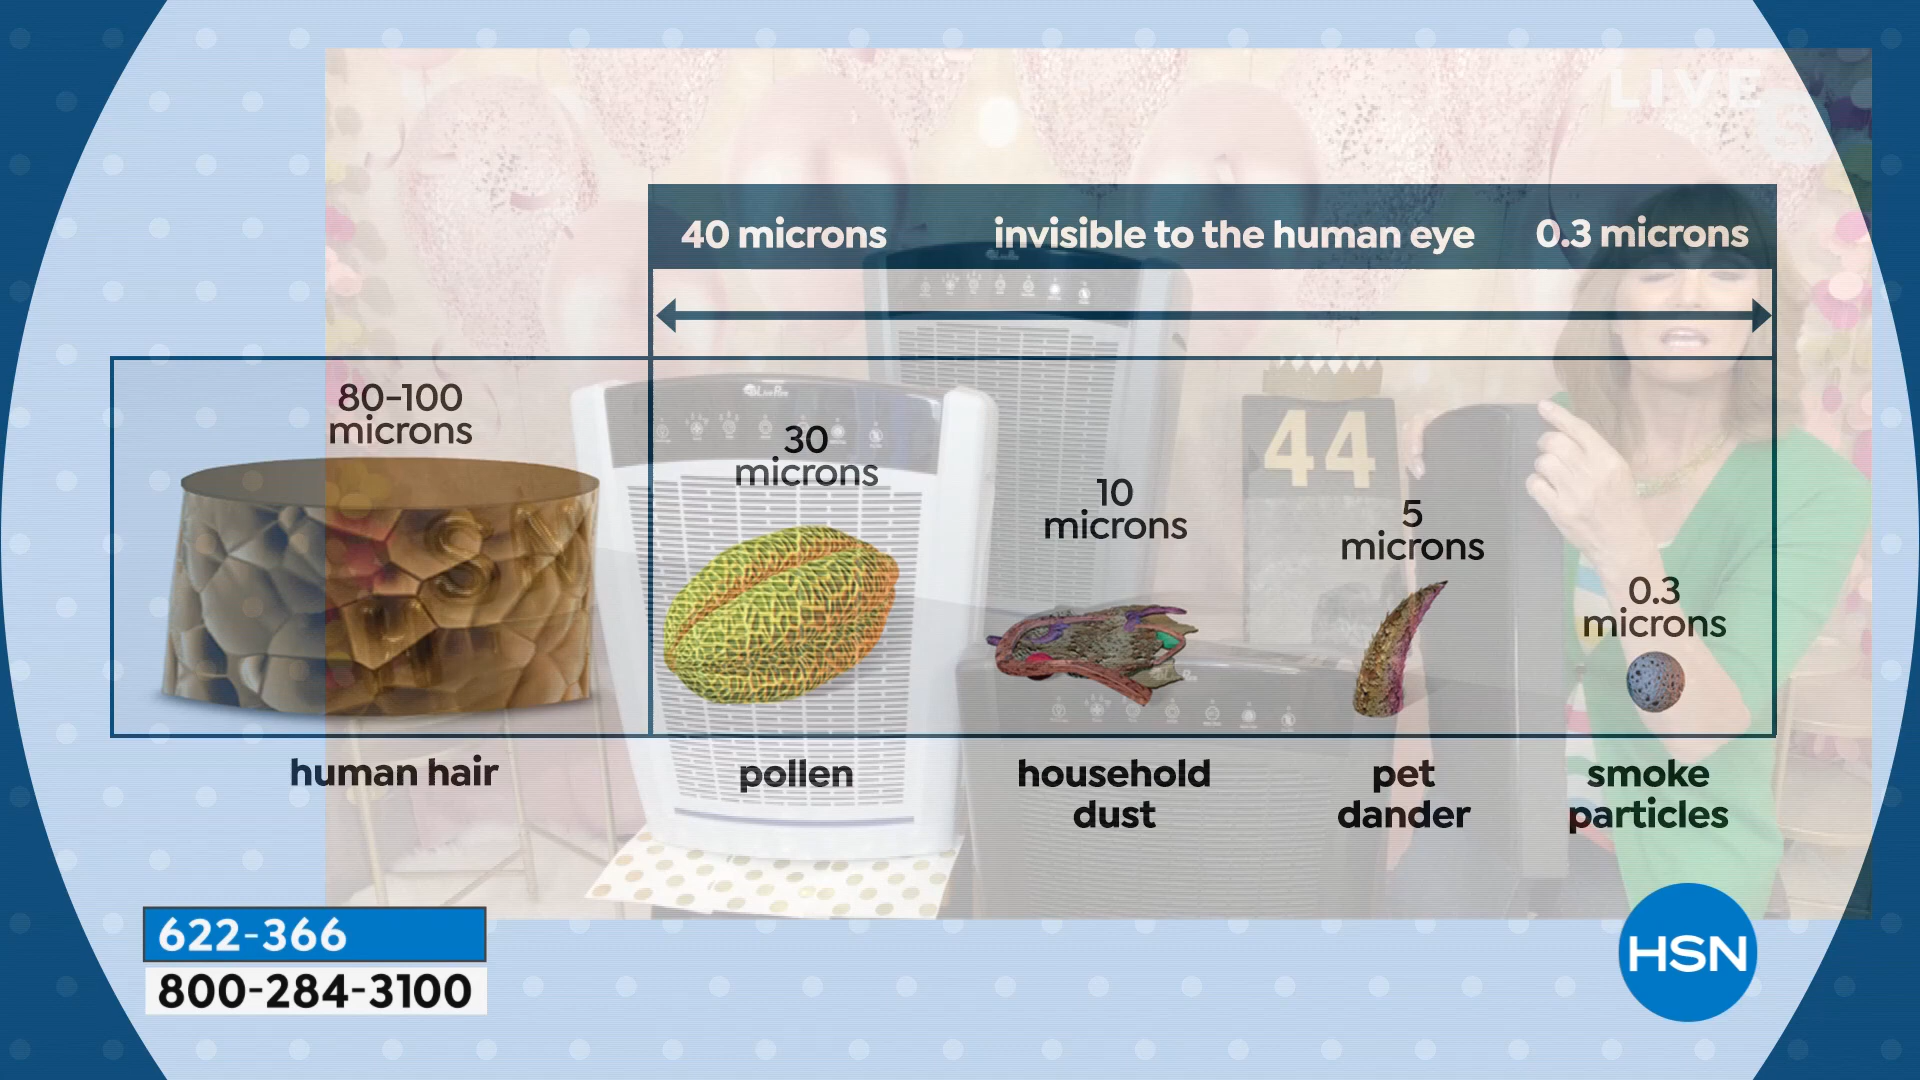 LIVE
40 microns invisible to the human eye 0.3 microns
80-100
microns
30
microns
10
microns
5
microns
0.3
microns
44
human hair
pollen
household
dust
pet
dander
smoke
particles
622-366
800-284-3100
HSN